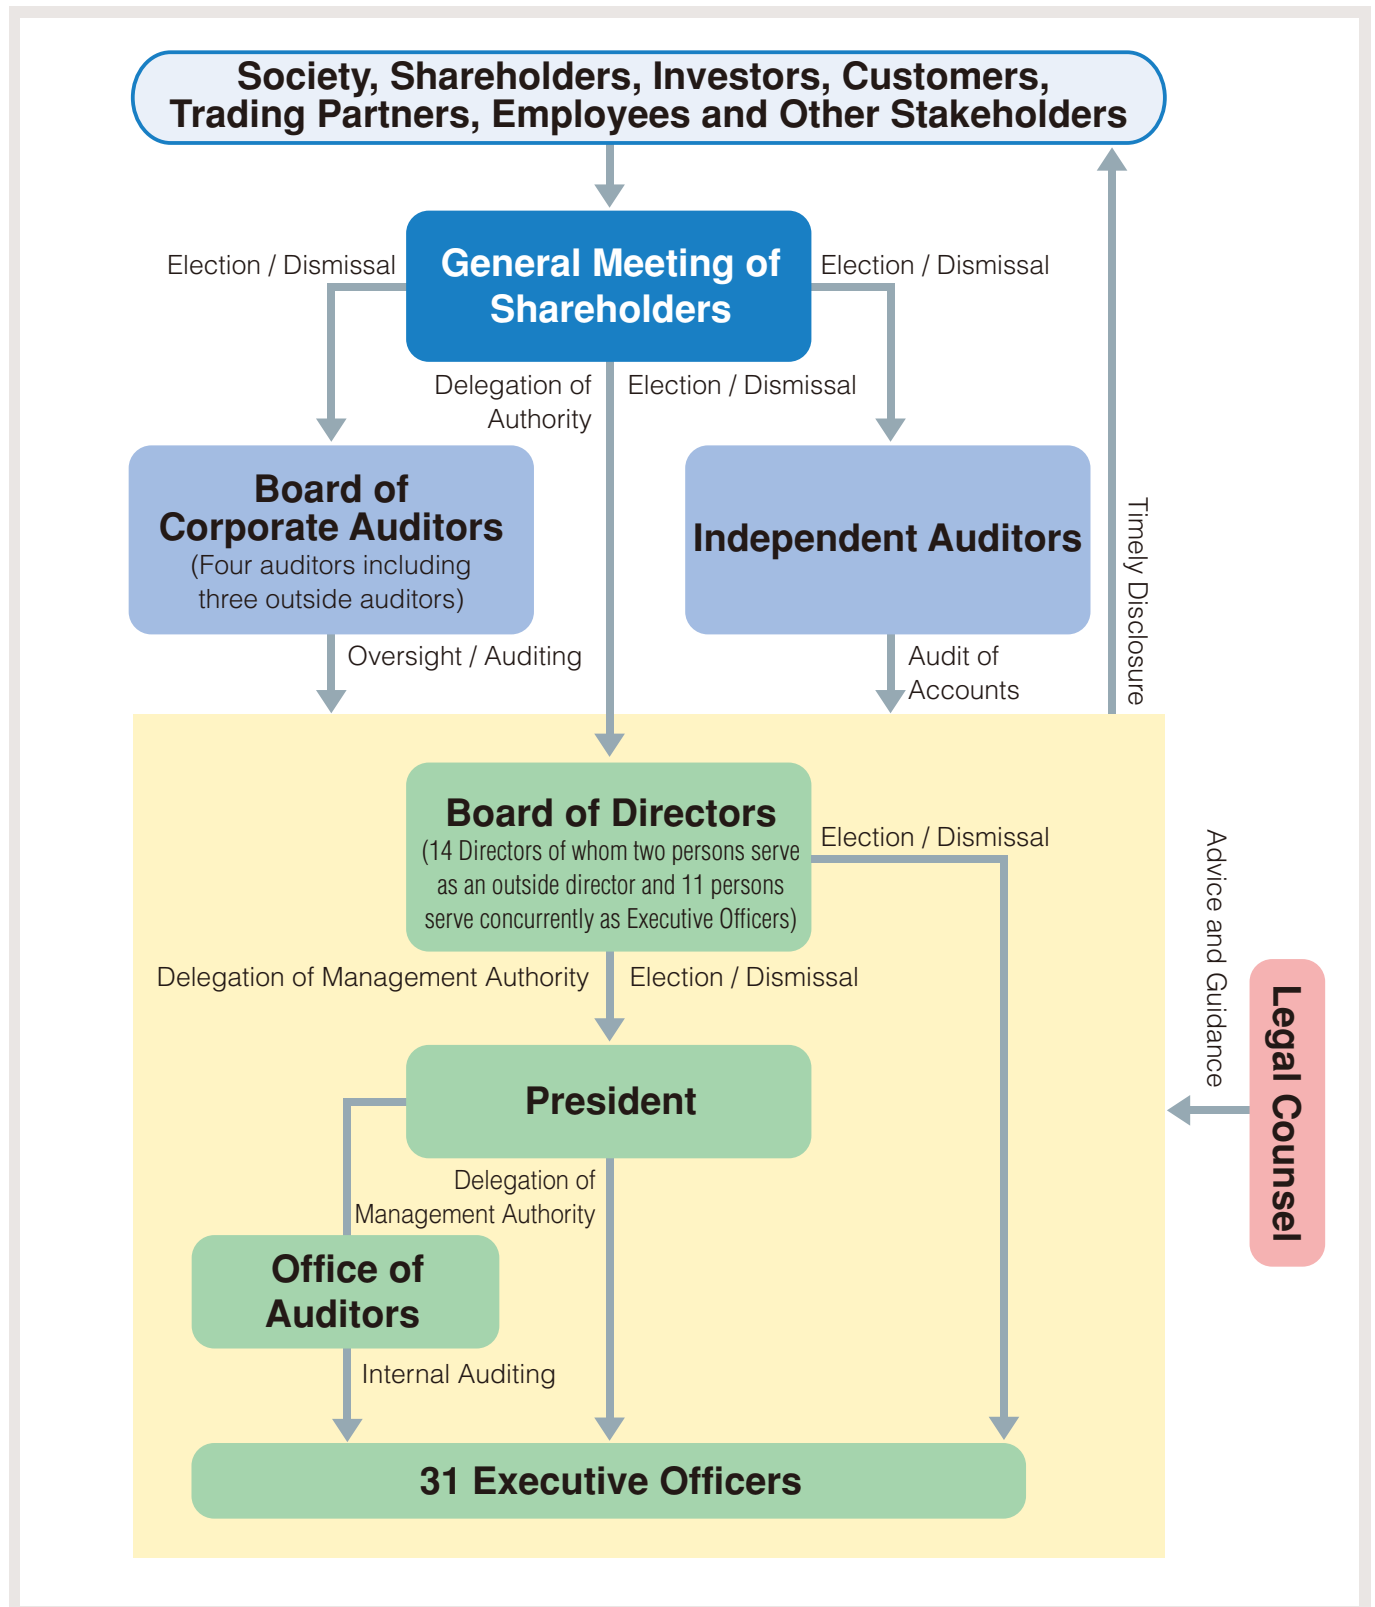 Society, Shareholders, Investors, Customers,
Trading Partners, Employees and Other Stakeholders
General Meeting of
Shareholders
Election / Dismissal
Election / Dismissal
Delegation of
Authority
Election / Dismissal
Board of
Corporate Auditors
(Four auditors including
three outside auditors)
Independent Auditors
Timely Disclosure
Oversight / Auditing
Audit of
Accounts
Board of Directors
(14 Directors of whom two persons serve
as an outside director and 11 persons
serve concurrently as Executive Officers)
Election / Dismissal
Delegation of Management Authority
Election / Dismissal
Advice and Guidance
Legal Counsel
President
Delegation of
Management Authority
Office of
Auditors
Internal Auditing
31 Executive Officers